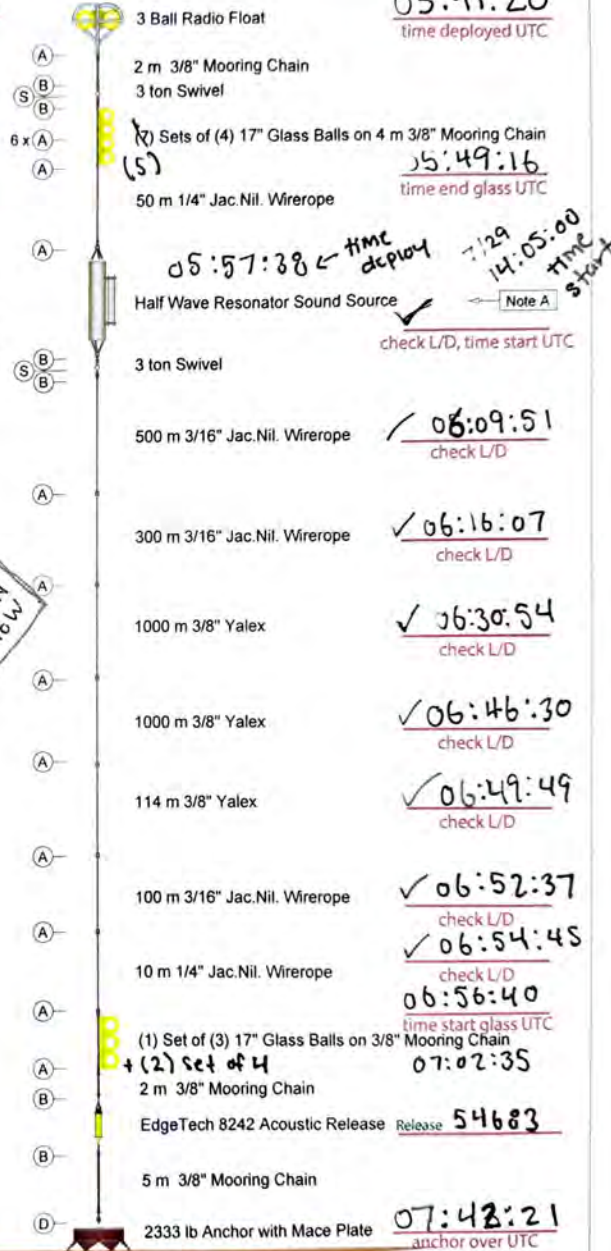 3 Ball Radio Float
time deployed UTC
A
2 m 3/8" Mooring Chain
B
S
3 ton Swivel
B
6 x A
(7) Sets of (4) 17" Glass Balls on 4 m 3/8" Mooring Chain
(5)
05:49:16
A
time end glass UTC
50 m 1/4" Jac.Nil. Wirerope
A
05:57:38 ← time deploy
7/29 14:05:00 time start
Half Wave Resonator Sound Source
Note A
check L/D, time start UTC
B
S
3 ton Swivel
B
500 m 3/16" Jac.Nil. Wirerope
06:09:51
check L/D
A
300 m 3/16" Jac.Nil. Wirerope
✓ 06:16:07
check L/D
A
1000 m 3/8" Yalex
✓ 06:30:54
check L/D
A
1000 m 3/8" Yalex
✓ 06:46:30
check L/D
A
114 m 3/8" Yalex
✓ 06:49:49
check L/D
A
100 m 3/16" Jac.Nil. Wirerope
✓ 06:52:37
check L/D
A
10 m 1/4" Jac.Nil. Wirerope
✓ 06:54:45
check L/D
06:56:40
time start glass UTC
A
(1) Set of (3) 17" Glass Balls on 3/8" Mooring Chain
+ (2) set of 4
07:02:35
A
2 m 3/8" Mooring Chain
B
EdgeTech 8242 Acoustic Release
Release 54683
B
5 m 3/8" Mooring Chain
D
2333 lb Anchor with Mace Plate
07:48:21
anchor over UTC